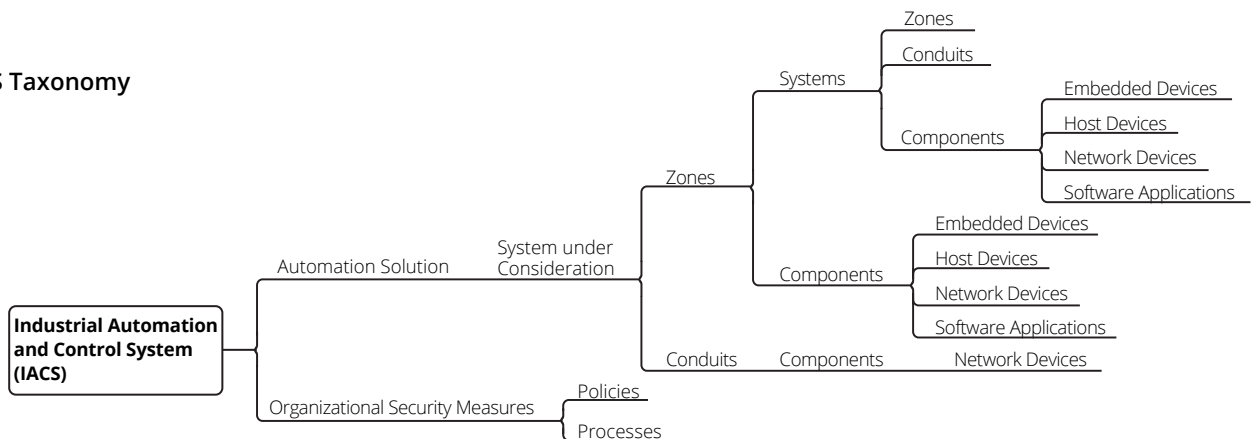 S Taxonomy
Zones
Conduits
Systems
Embedded Devices
Host Devices
Components
Network Devices
Software Applications
Zones
Embedded Devices
System under
Consideration
Automation Solution
Host Devices
Components
Network Devices
Software Applications
Industrial Automation
and Control System
(IACS)
Conduits
Components
Network Devices
Policies
Organizational Security Measures
Processes